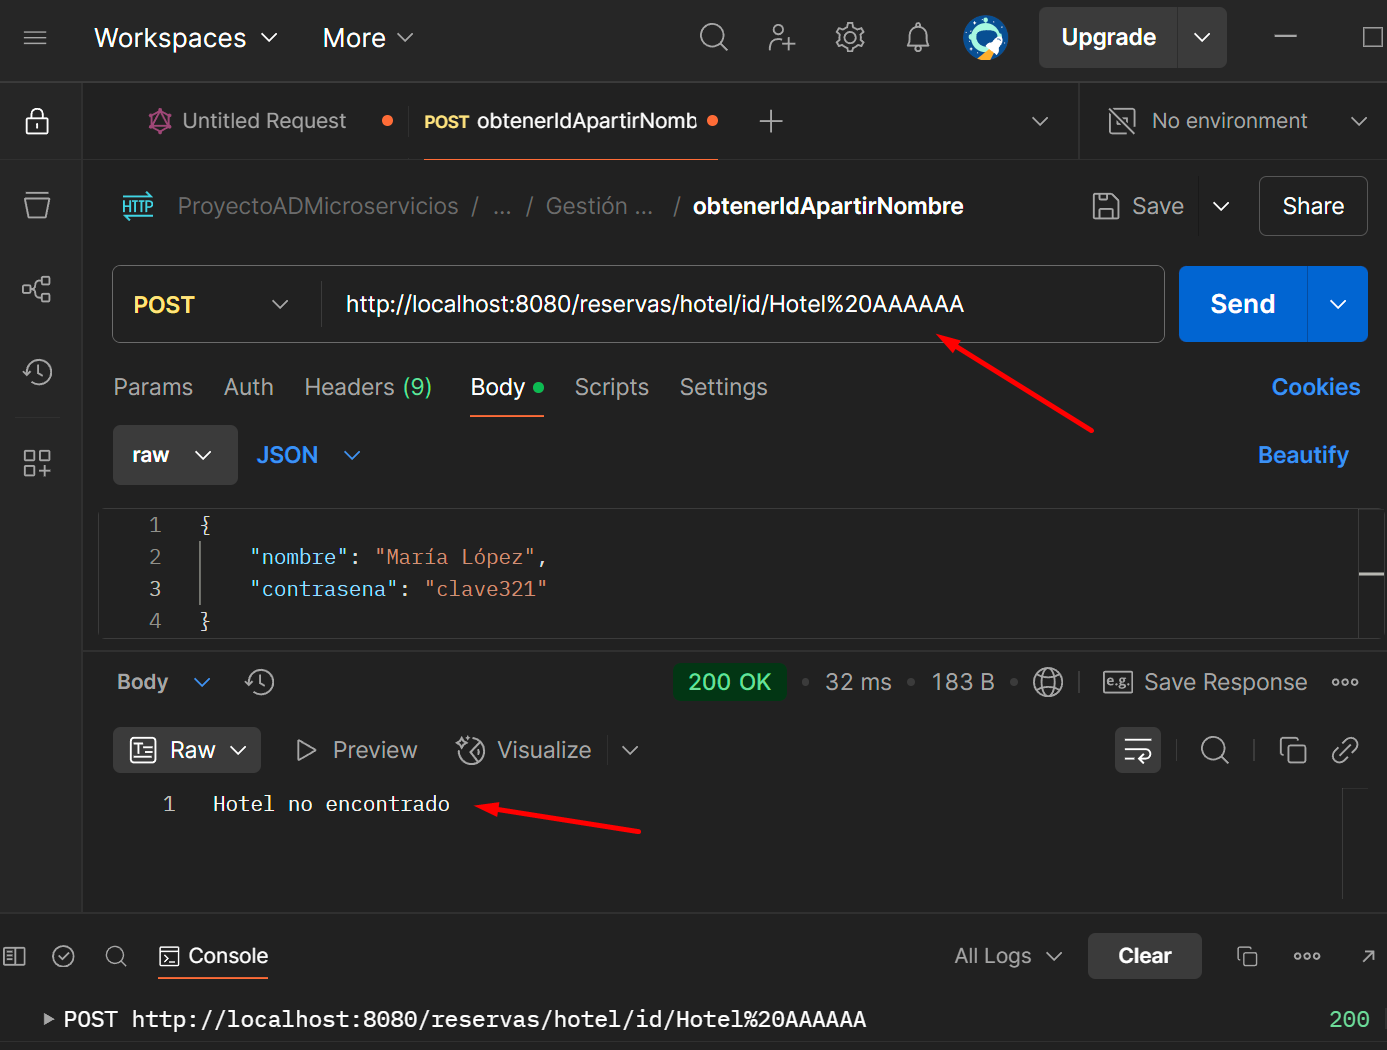 Workspaces More Upgrade
Untitled Request POST obtenerIdApartirNomb No environment
HTTP ProyectoADMicroservicios / ... / Gestión ... / obtenerIdApartirNombre Save Share
POST http://localhost:8080/reservas/hotel/id/Hotel%20AAAAAA Send
Params Auth Headers (9) Body Scripts Settings Cookies
raw JSON Beautify
1 {
2 "nombre": "María López",
3 "contrasena": "clave321"
4 }
Body 200 OK 32 ms 183 B e.g. Save Response
Raw Preview Visualize
1 Hotel no encontrado
Console All Logs Clear
POST http://localhost:8080/reservas/hotel/id/Hotel%20AAAAAA 200